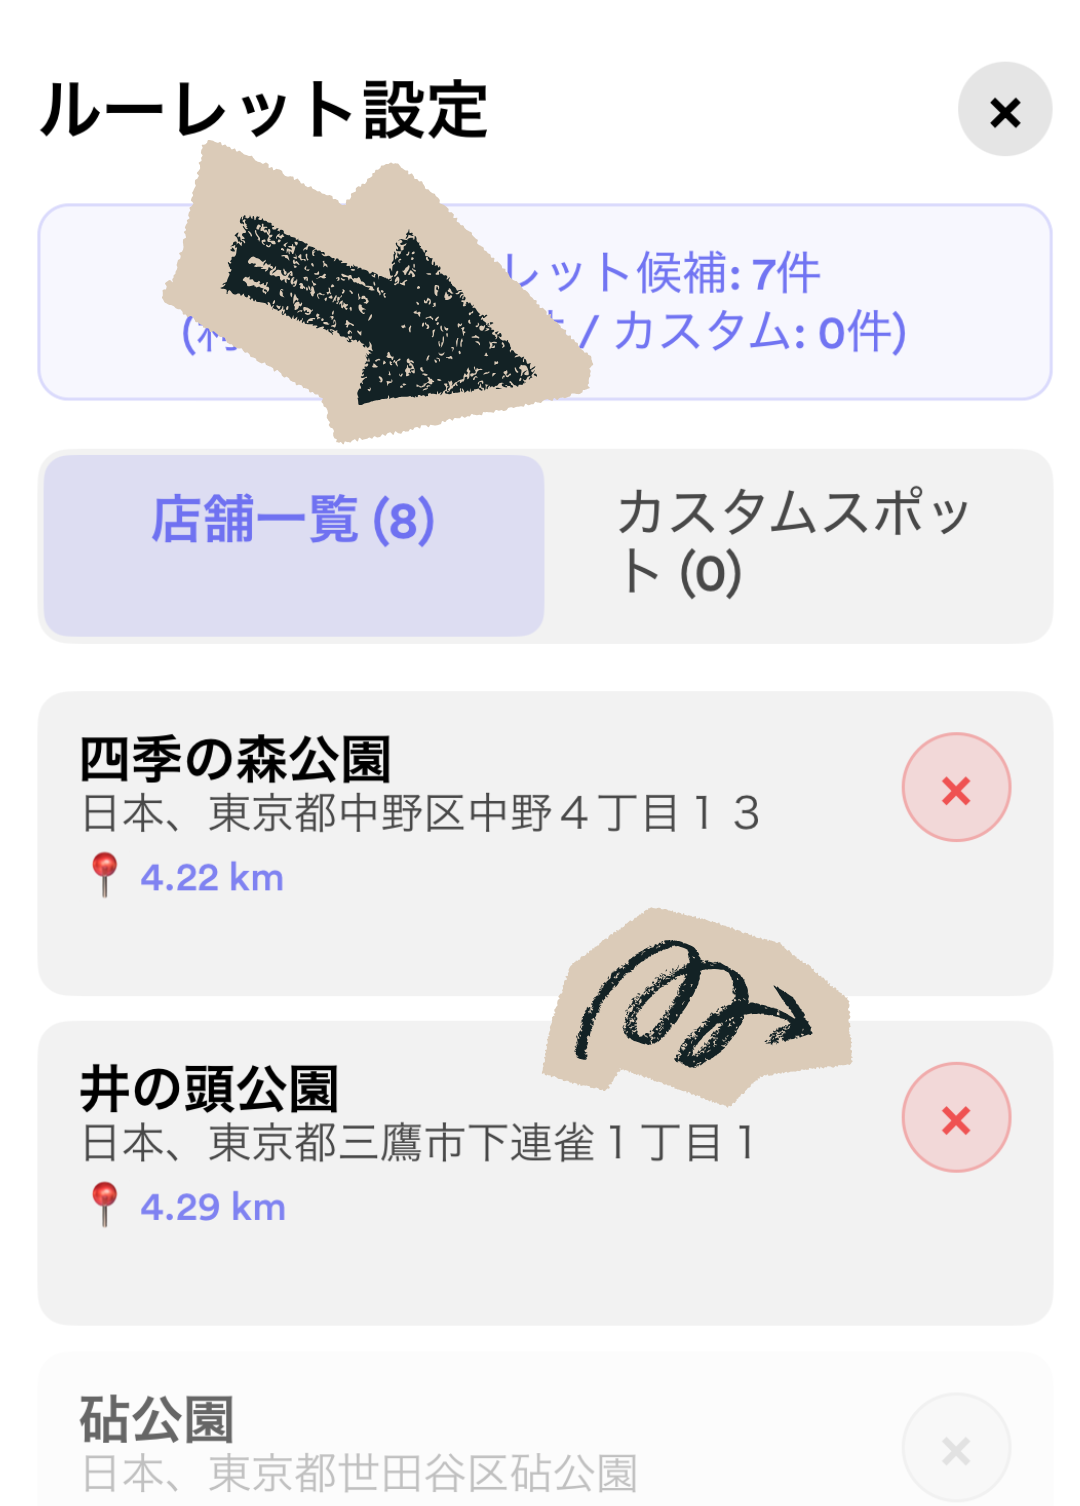 ルーレット設定
レット候補: 7件
/ カスタム: 0件)
店舗一覧 (8)
カスタムスポッ
ト (0)
四季の森公園
日本、東京都中野区中野４丁目１３
4.22 km
井の頭公園
日本、東京都三鷹市下連雀１丁目１
4.29 km
砧公園
日本、東京都世田谷区砧公園